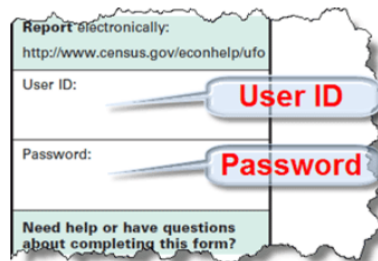 Report electronically:
http://www.census.gov/econhelp/ufo
User ID:
User ID
Password:
Password
Need help or have questions
about completing this form?